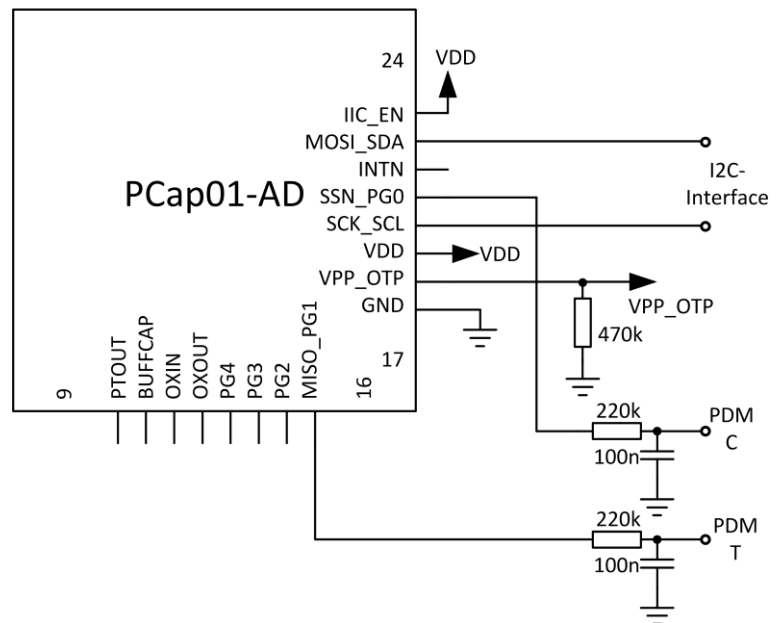 24
VDD
IIC_EN
MOSI_SDA
INTN
I2C-
Interface
PCap01-AD
SSN_PG0
SCK_SCL
VDD
VDD
VPP_OTP
VPP_OTP
GND
470k
17
9
PTOUT
BUFFCAP
OXIN
OXOUT
PG4
PG3
PG2
MISO_PG1
16
220k
PDM
C
100n
220k
PDM
T
100n